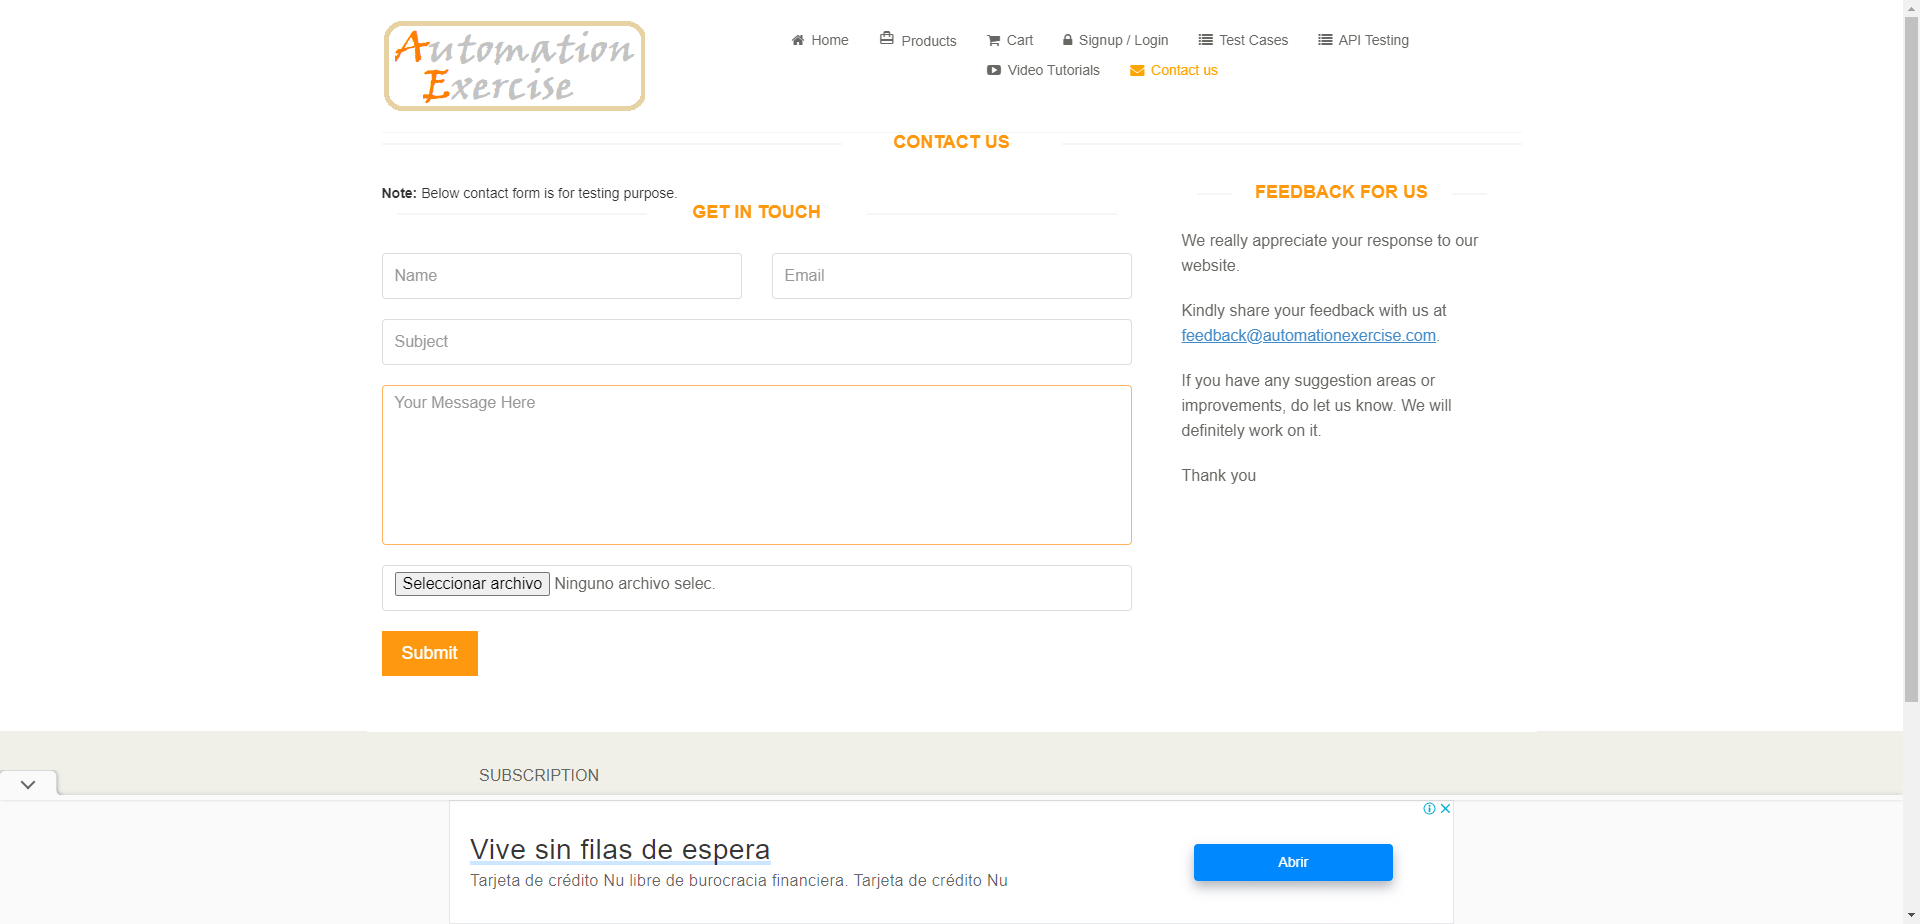 Automation
Exercise
Home
Products
Cart
Signup / Login
Test Cases
API Testing
Video Tutorials
Contact us
CONTACT US
Note: Below contact form is for testing purpose.
GET IN TOUCH
Name
Email
Subject
Your Message Here
Seleccionar archivo Ninguno archivo selec.
Submit
FEEDBACK FOR US
We really appreciate your response to our
website.
Kindly share your feedback with us at
feedback@automationexercise.com.
If you have any suggestion areas or
improvements, do let us know. We will
definitely work on it.
Thank you
SUBSCRIPTION
Vive sin filas de espera
Tarjeta de crédito Nu libre de burocracia financiera. Tarjeta de crédito Nu
Abrir